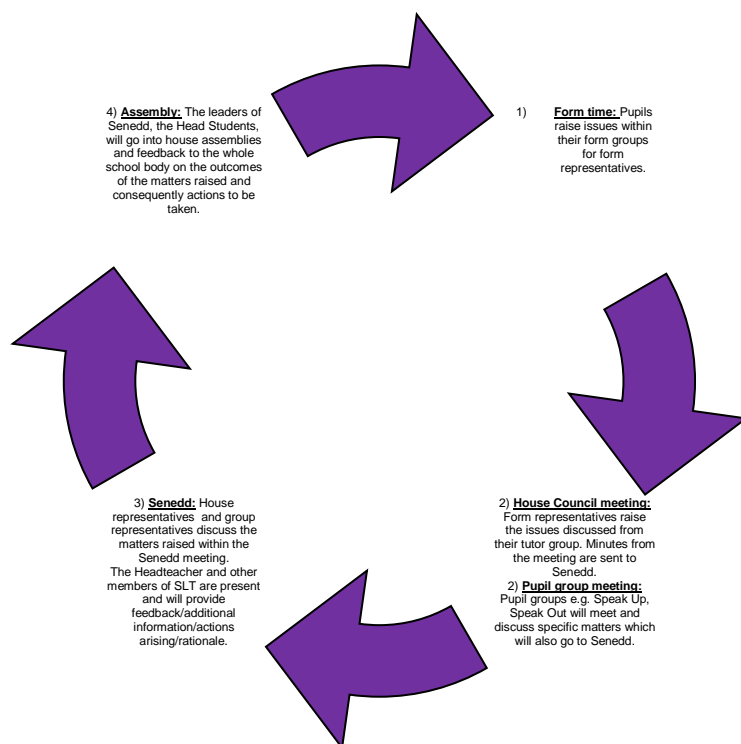 1) Form time: Pupils
raise issues within
their form groups
for form
representatives.
2) House Council meeting:
Form representatives raise
the issues discussed from
their tutor group. Minutes from
the meeting are sent to
Senedd.
2) Pupil group meeting:
Pupil groups e.g. Speak Up,
Speak Out will meet and
discuss specific matters which
will also go to Senedd.
3) Senedd: House
representatives and group
representatives discuss the
matters raised within the
Senedd meeting.
The Headteacher and other
members of SLT are present
and will provide
feedback/additional
information/actions
arising/rationale.
4) Assembly: The leaders of
Senedd, the Head Students,
will go into house assemblies
and feedback to the whole
school body on the outcomes
of the matters raised and
consequently actions to be
taken.